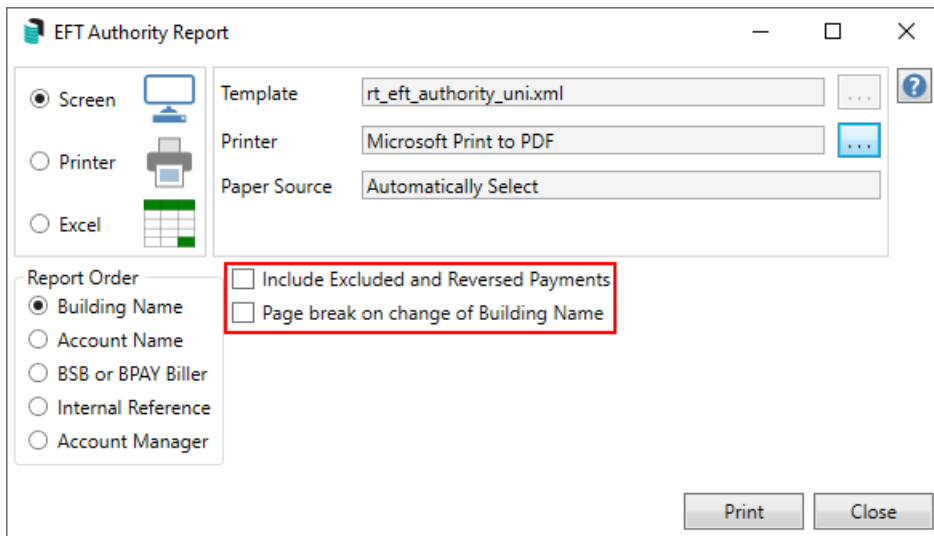 EFT Authority Report
Screen
Printer
Excel
Template rt_eft_authority_uni.xml ...
Printer Microsoft Print to PDF ...
Paper Source Automatically Select
?
Report Order
Building Name
Account Name
BSB or BPAY Biller
Internal Reference
Account Manager
Include Excluded and Reversed Payments
Page break on change of Building Name
Print Close